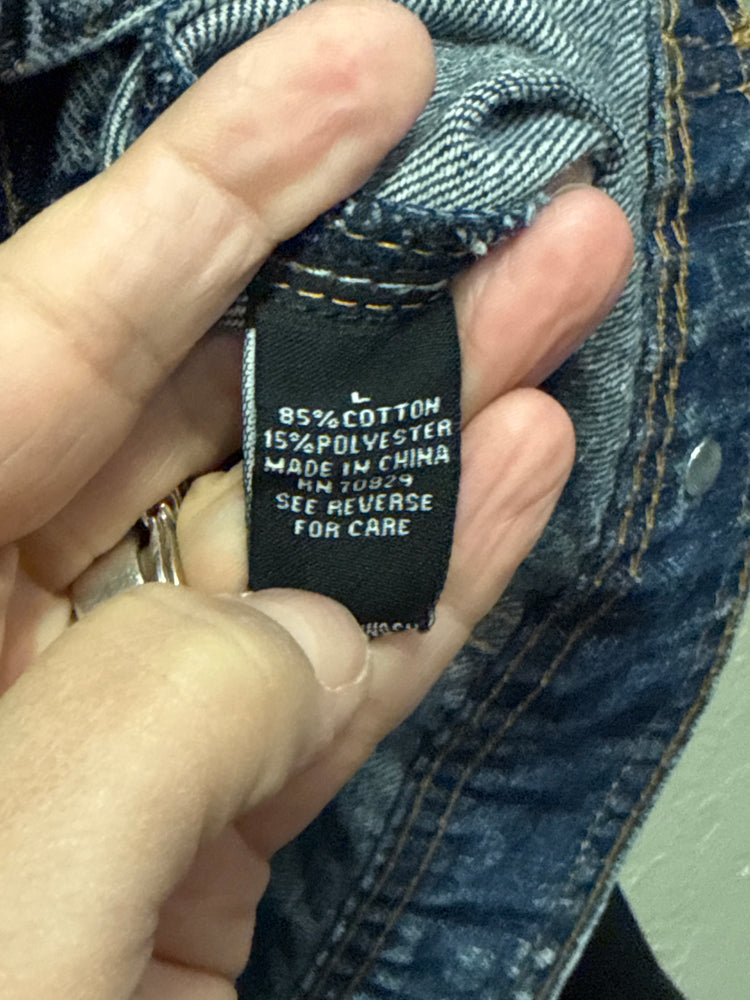 L
85% COTTON
15% POLYESTER
MADE IN CHINA
RN 70829
SEE REVERSE
FOR CARE